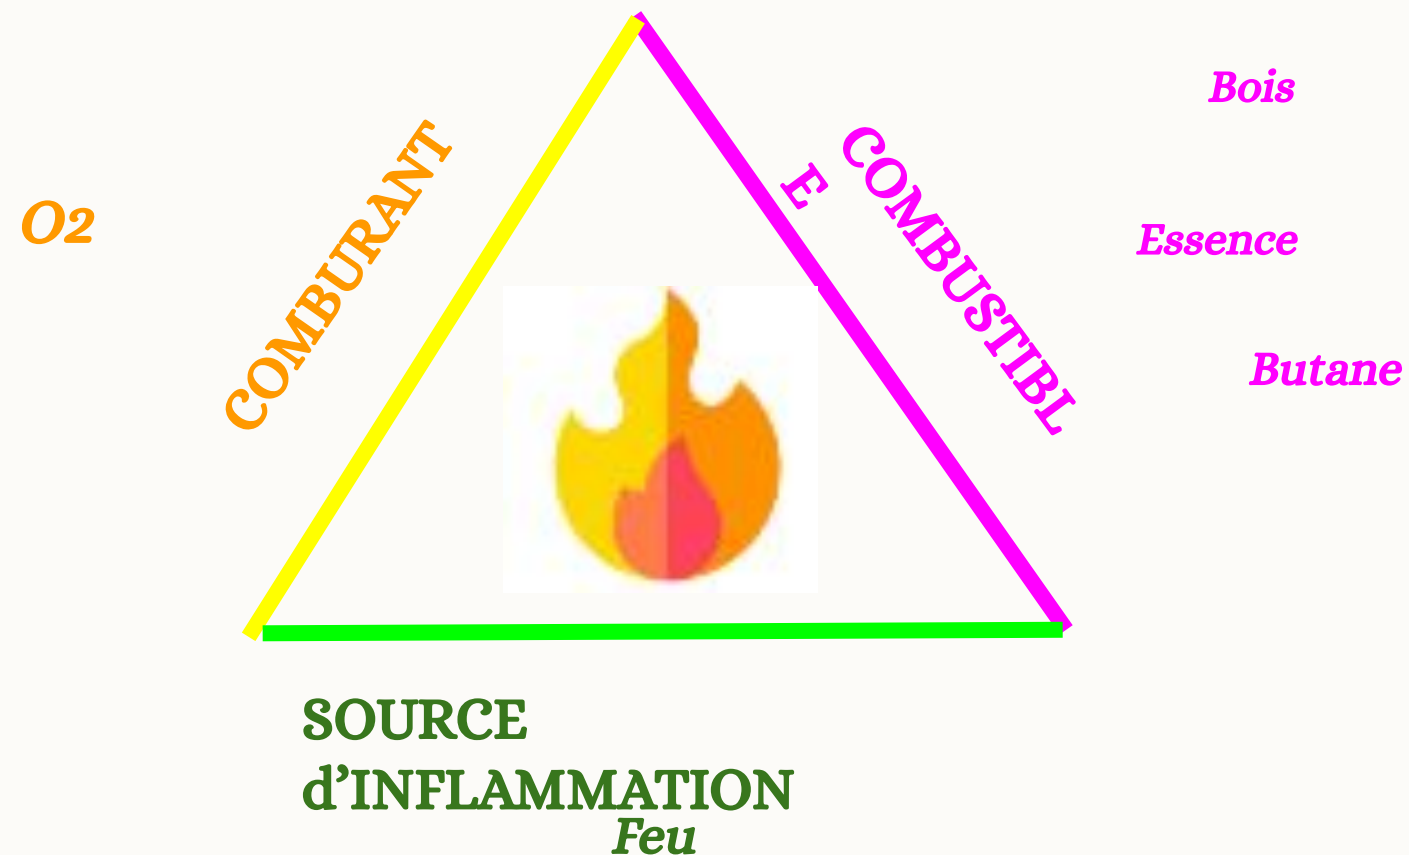 O2
COMBURANT
COMBUSTIBL
E
Bois
Essence
Butane
SOURCE
d’INFLAMMATION
Feu